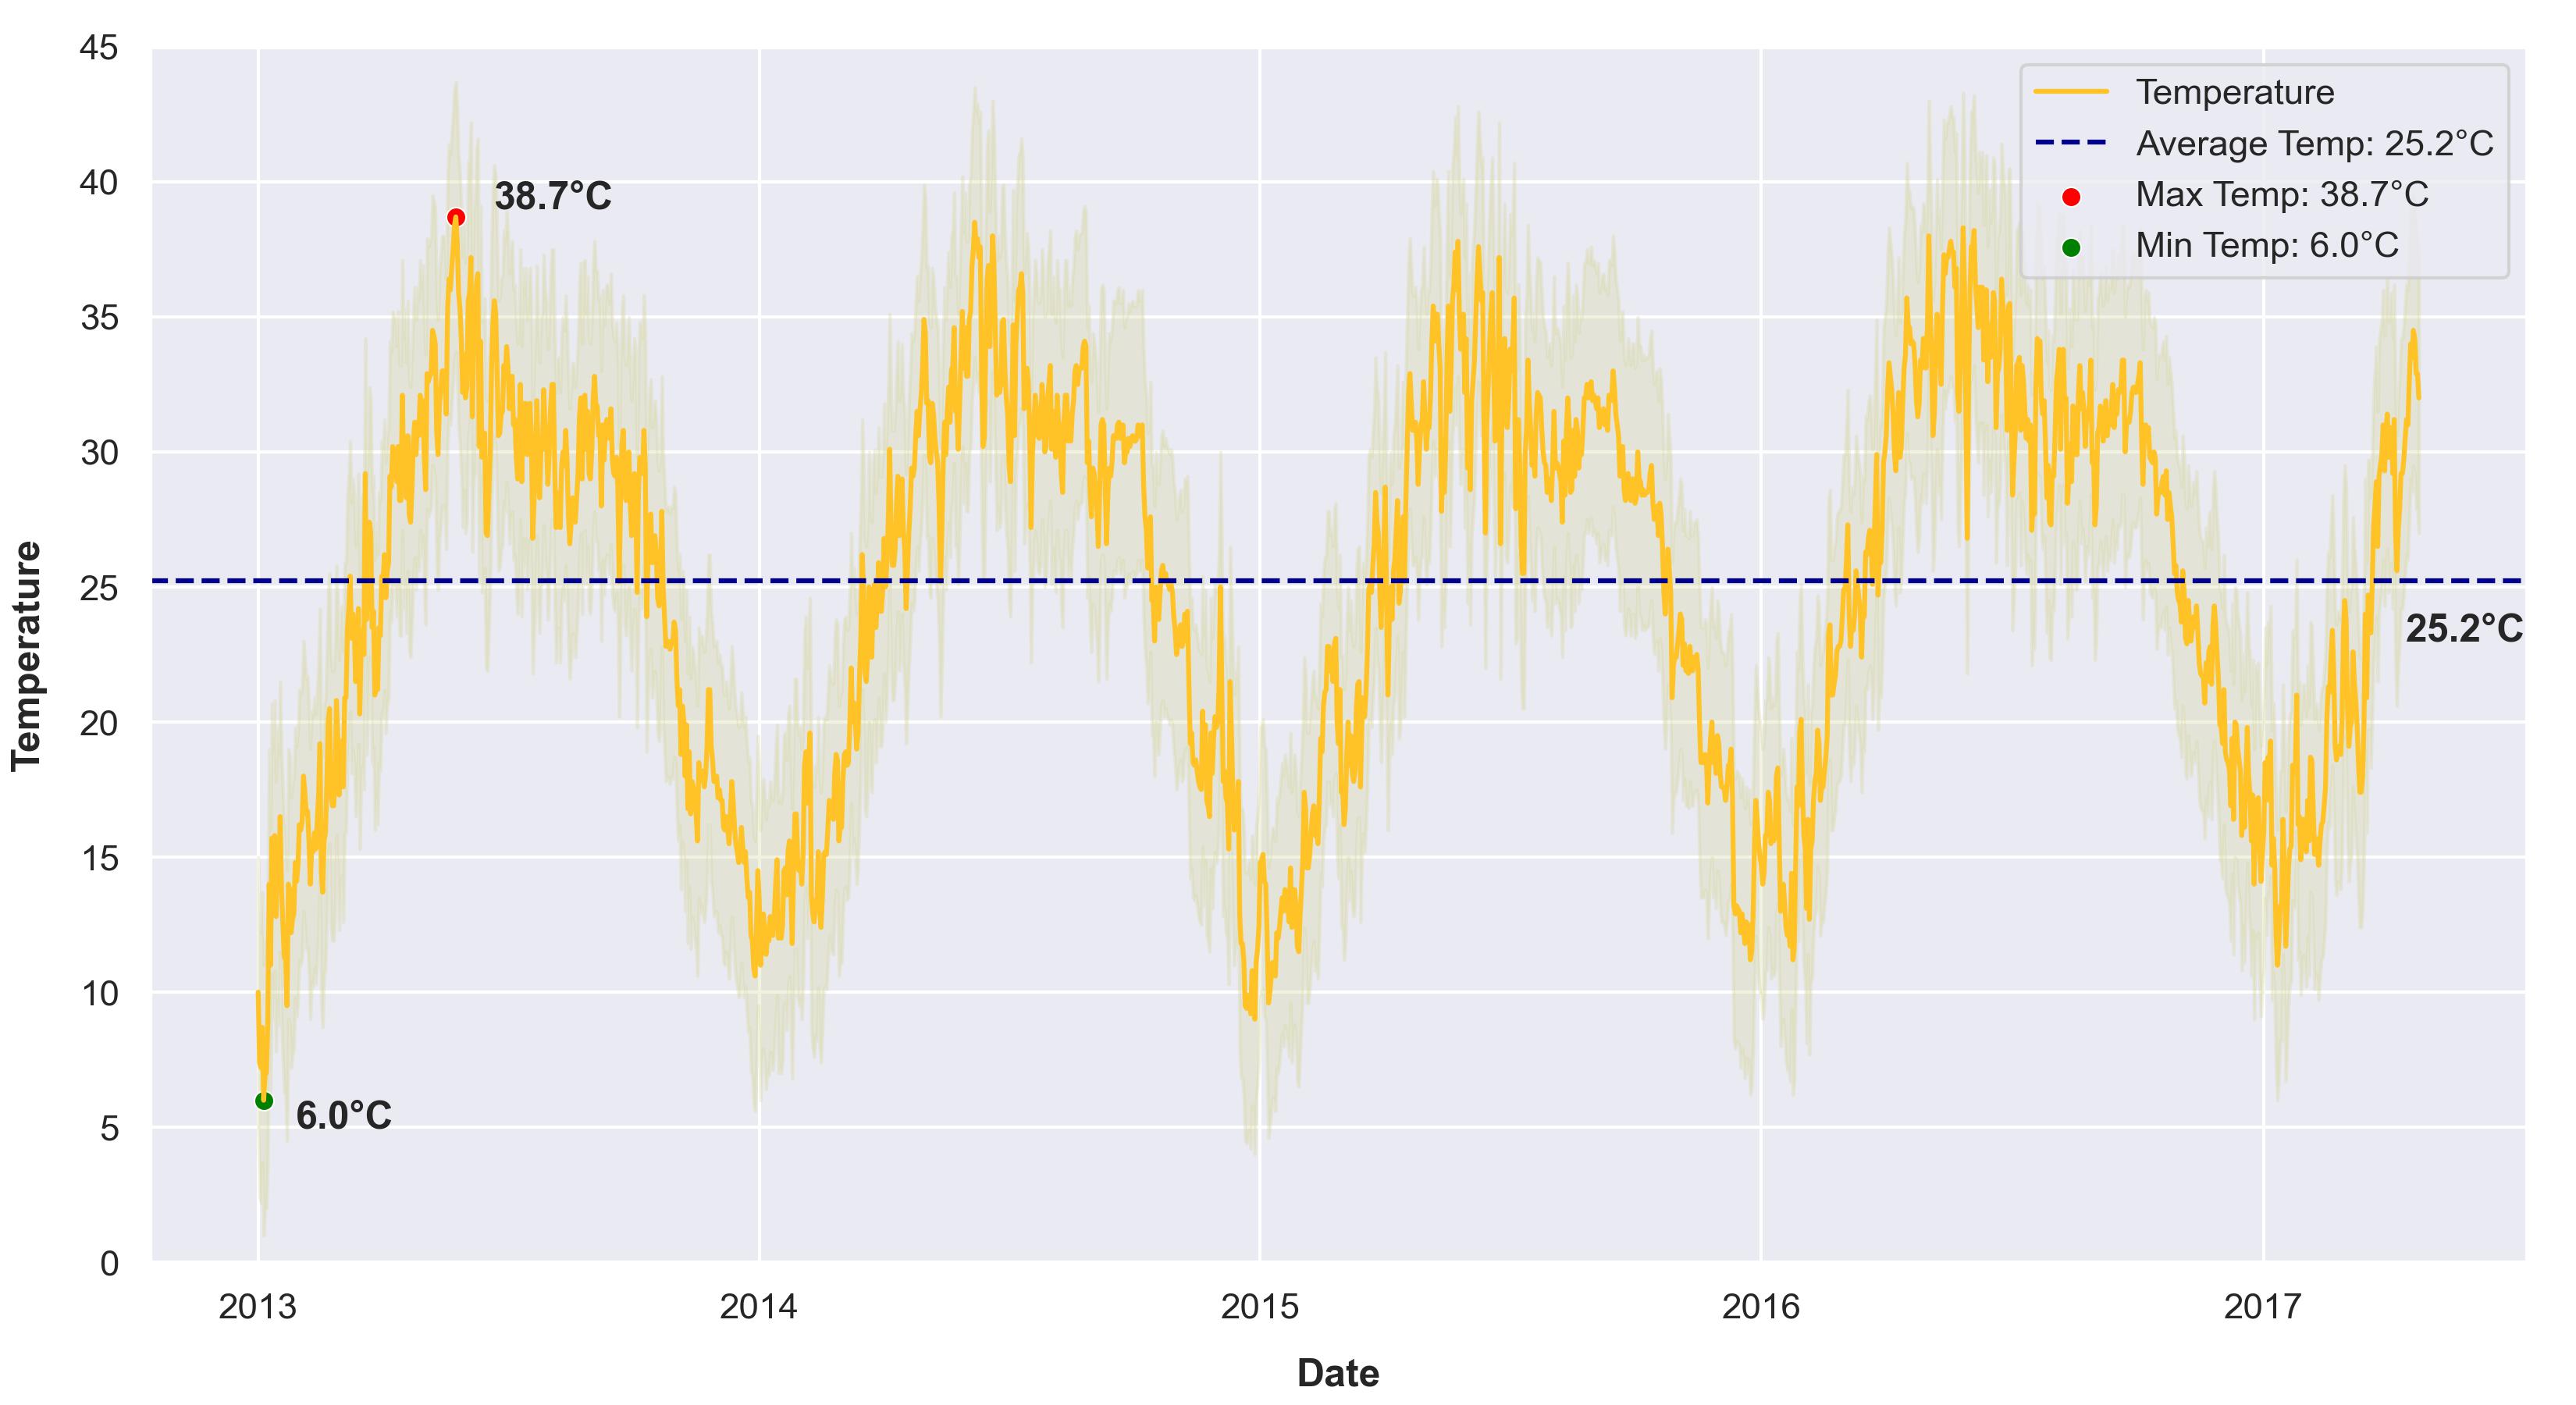 45
40
35
30
25
20
15
10
5
0
Temperature
2013
2014
2015
2016
2017
Date
38.7°C
6.0°C
25.2°C
Temperature
Average Temp: 25.2°C
Max Temp: 38.7°C
Min Temp: 6.0°C